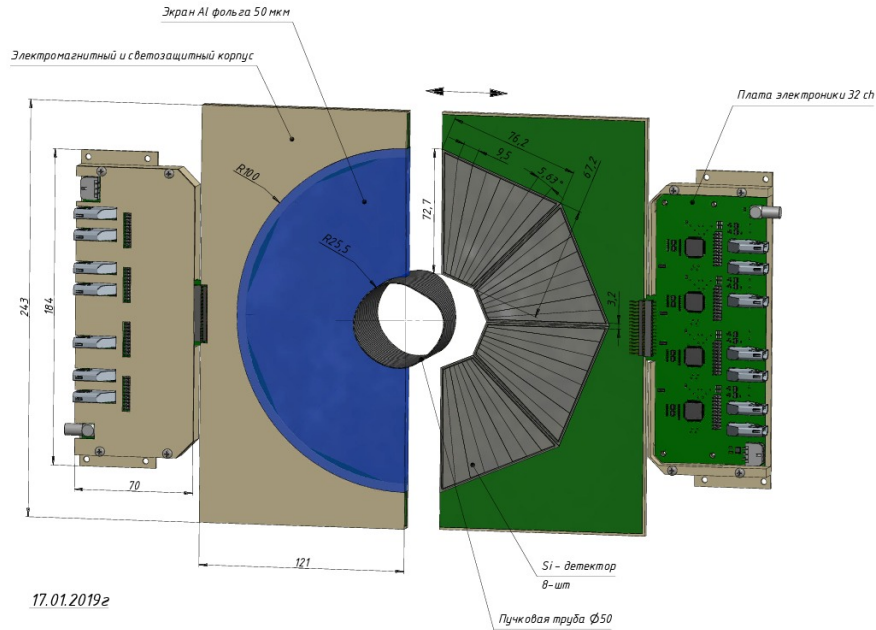 Экран Al фольга 50 мкм
Электромагнитный и светозащитный корпус
Плата электроники 32 ch
76,2
9,5
5,63°
67,2
72,7
R100
R25,5
3,2
243
184
70
121
Si - детектор
8-шт
Пучковая труба Ø50
17.01.2019г